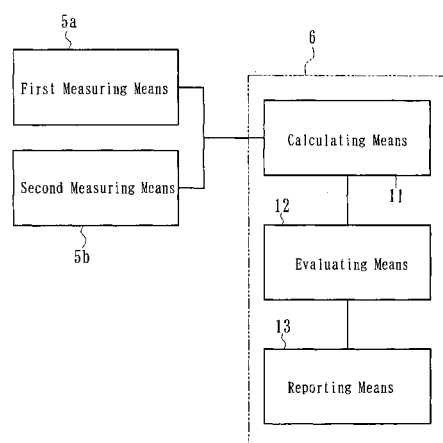 5a
First Measuring Means
Second Measuring Means
5b
6
Calculating Means
11
12
Evaluating Means
13
Reporting Means